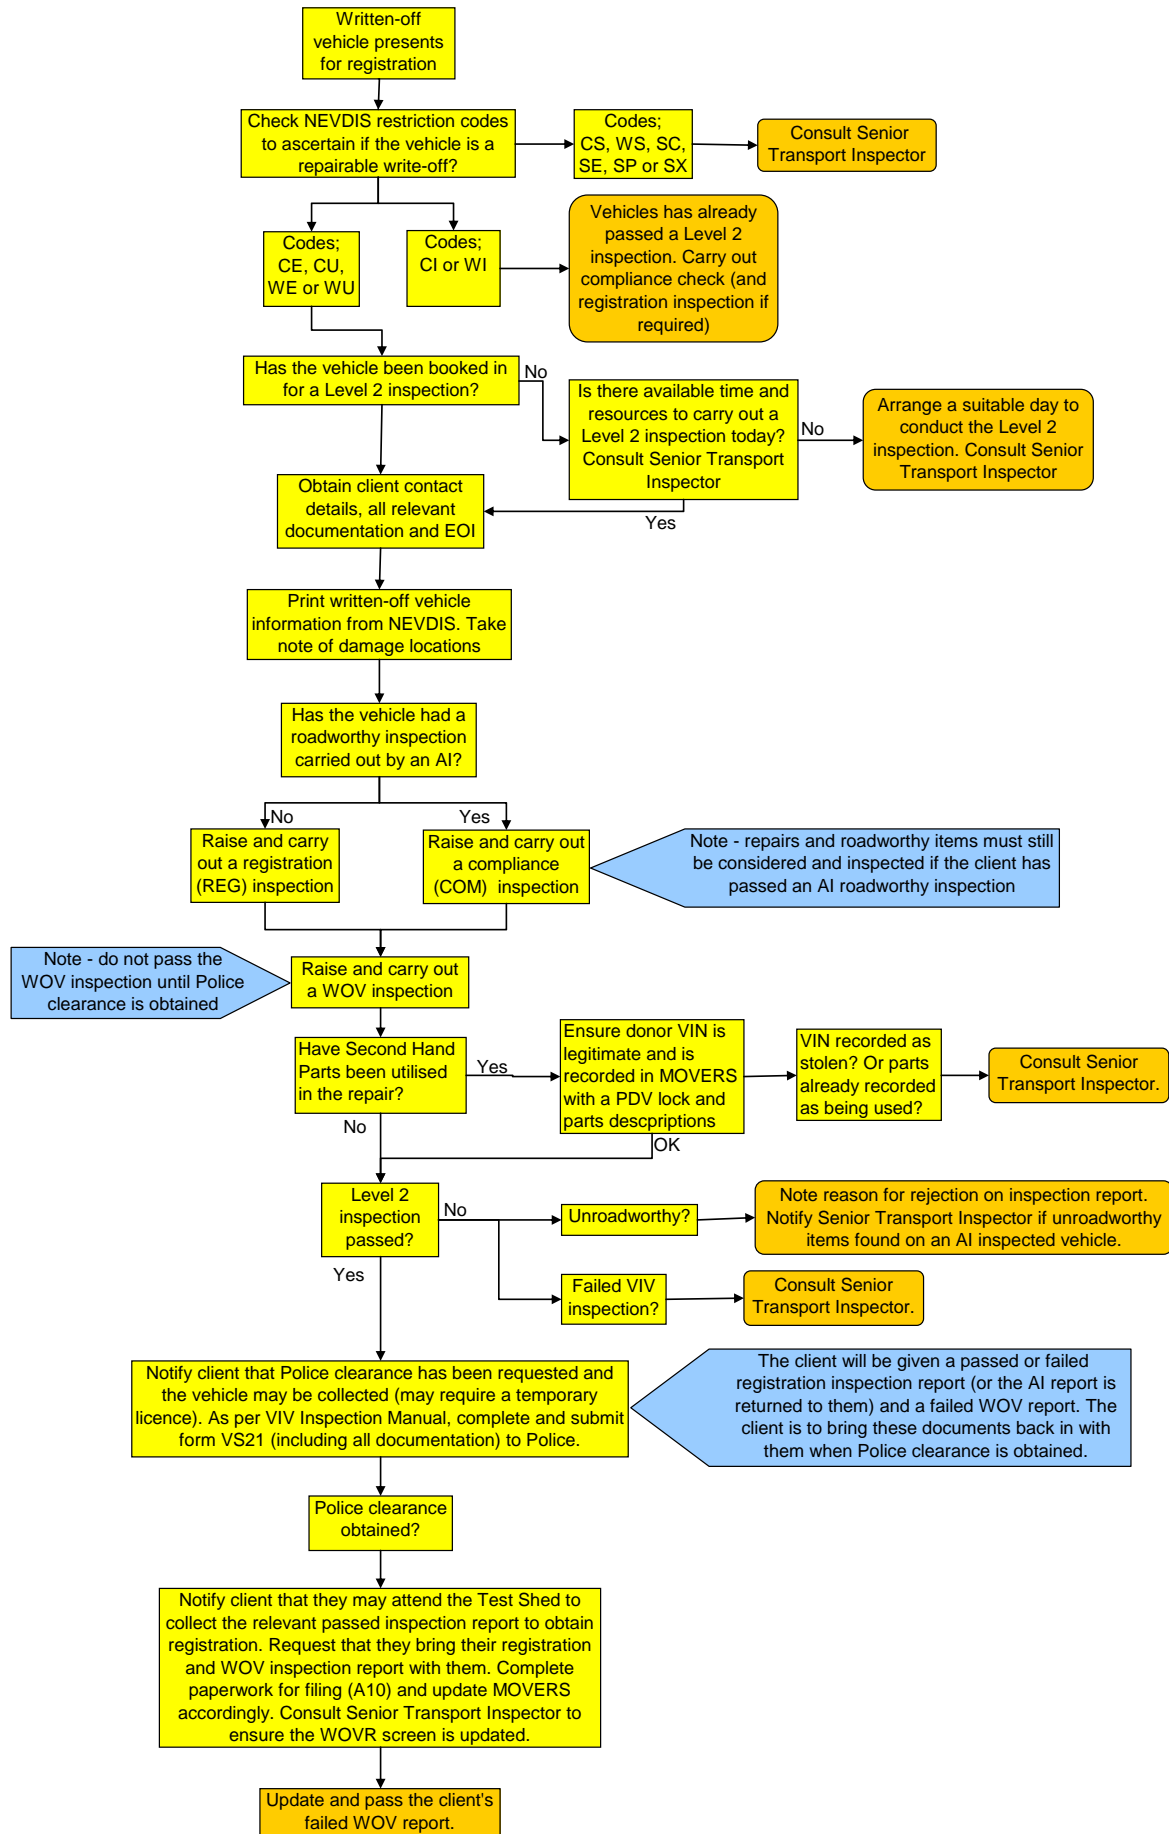 Written-off
vehicle presents
for registration
Check NEVDIS restriction codes
to ascertain if the vehicle is a
repairable write-off?
Codes;
CS, WS, SC,
SE, SP or SX
Consult Senior
Transport Inspector
Codes;
CE, CU,
WE or WU
Codes;
CI or WI
Vehicles has already
passed a Level 2
inspection. Carry out
compliance check (and
registration inspection if
required)
Has the vehicle been booked in
for a Level 2 inspection?
No
Is there available time and
resources to carry out a
Level 2 inspection today?
Consult Senior Transport
Inspector
No
Arrange a suitable day to
conduct the Level 2
inspection. Consult Senior
Transport Inspector
Yes
Obtain client contact
details, all relevant
documentation and EOI
Print written-off vehicle
information from NEVDIS. Take
note of damage locations
Has the vehicle had a
roadworthy inspection
carried out by an AI?
No
Yes
Raise and carry
out a registration
(REG) inspection
Raise and carry out
a compliance
(COM)  inspection
Note - repairs and roadworthy items must still
be considered and inspected if the client has
passed an AI roadworthy inspection
Note - do not pass the
WOV inspection until Police
clearance is obtained
Raise and carry out
a WOV inspection
Have Second Hand
Parts been utilised
in the repair?
Yes
Ensure donor VIN is
legitimate and is
recorded in MOVERS
with a PDV lock and
parts descpriptions
VIN recorded as
stolen? Or parts
already recorded
as being used?
Consult Senior
Transport Inspector.
No
OK
Level 2
inspection
passed?
No
Unroadworthy?
Note reason for rejection on inspection report.
Notify Senior Transport Inspector if unroadworthy
items found on an AI inspected vehicle.
Yes
Failed VIV
inspection?
Consult Senior
Transport Inspector.
Notify client that Police clearance has been requested and
the vehicle may be collected (may require a temporary
licence). As per VIV Inspection Manual, complete and submit
form VS21 (including all documentation) to Police.
The client will be given a passed or failed
registration inspection report (or the AI report is
returned to them) and a failed WOV report. The
client is to bring these documents back in with
them when Police clearance is obtained.
Police clearance
obtained?
Notify client that they may attend the Test Shed to
collect the relevant passed inspection report to obtain
registration. Request that they bring their registration
and WOV inspection report with them. Complete
paperwork for filing (A10) and update MOVERS
accordingly. Consult Senior Transport Inspector to
ensure the WOVR screen is updated.
Update and pass the client's
failed WOV report.